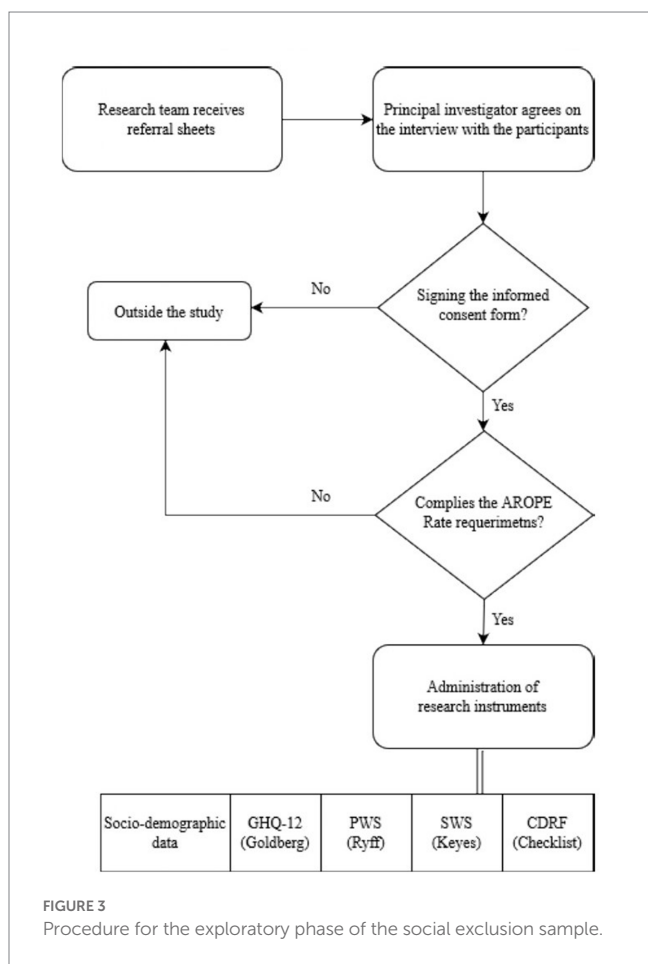 Research team receives
referral sheets
Principal investigator agrees on
the interview with the participants
Signing the informed
consent form?
No
Outside the study
Yes
Complies the AROPE
Rate requerimetns?
No
Yes
Administration of
research instruments
Socio-demographic
data
GHQ-12
(Goldberg)
PWS
(Ryff)
SWS
(Keyes)
CDRF
(Checklist)
FIGURE 3
Procedure for the exploratory phase of the social exclusion sample.